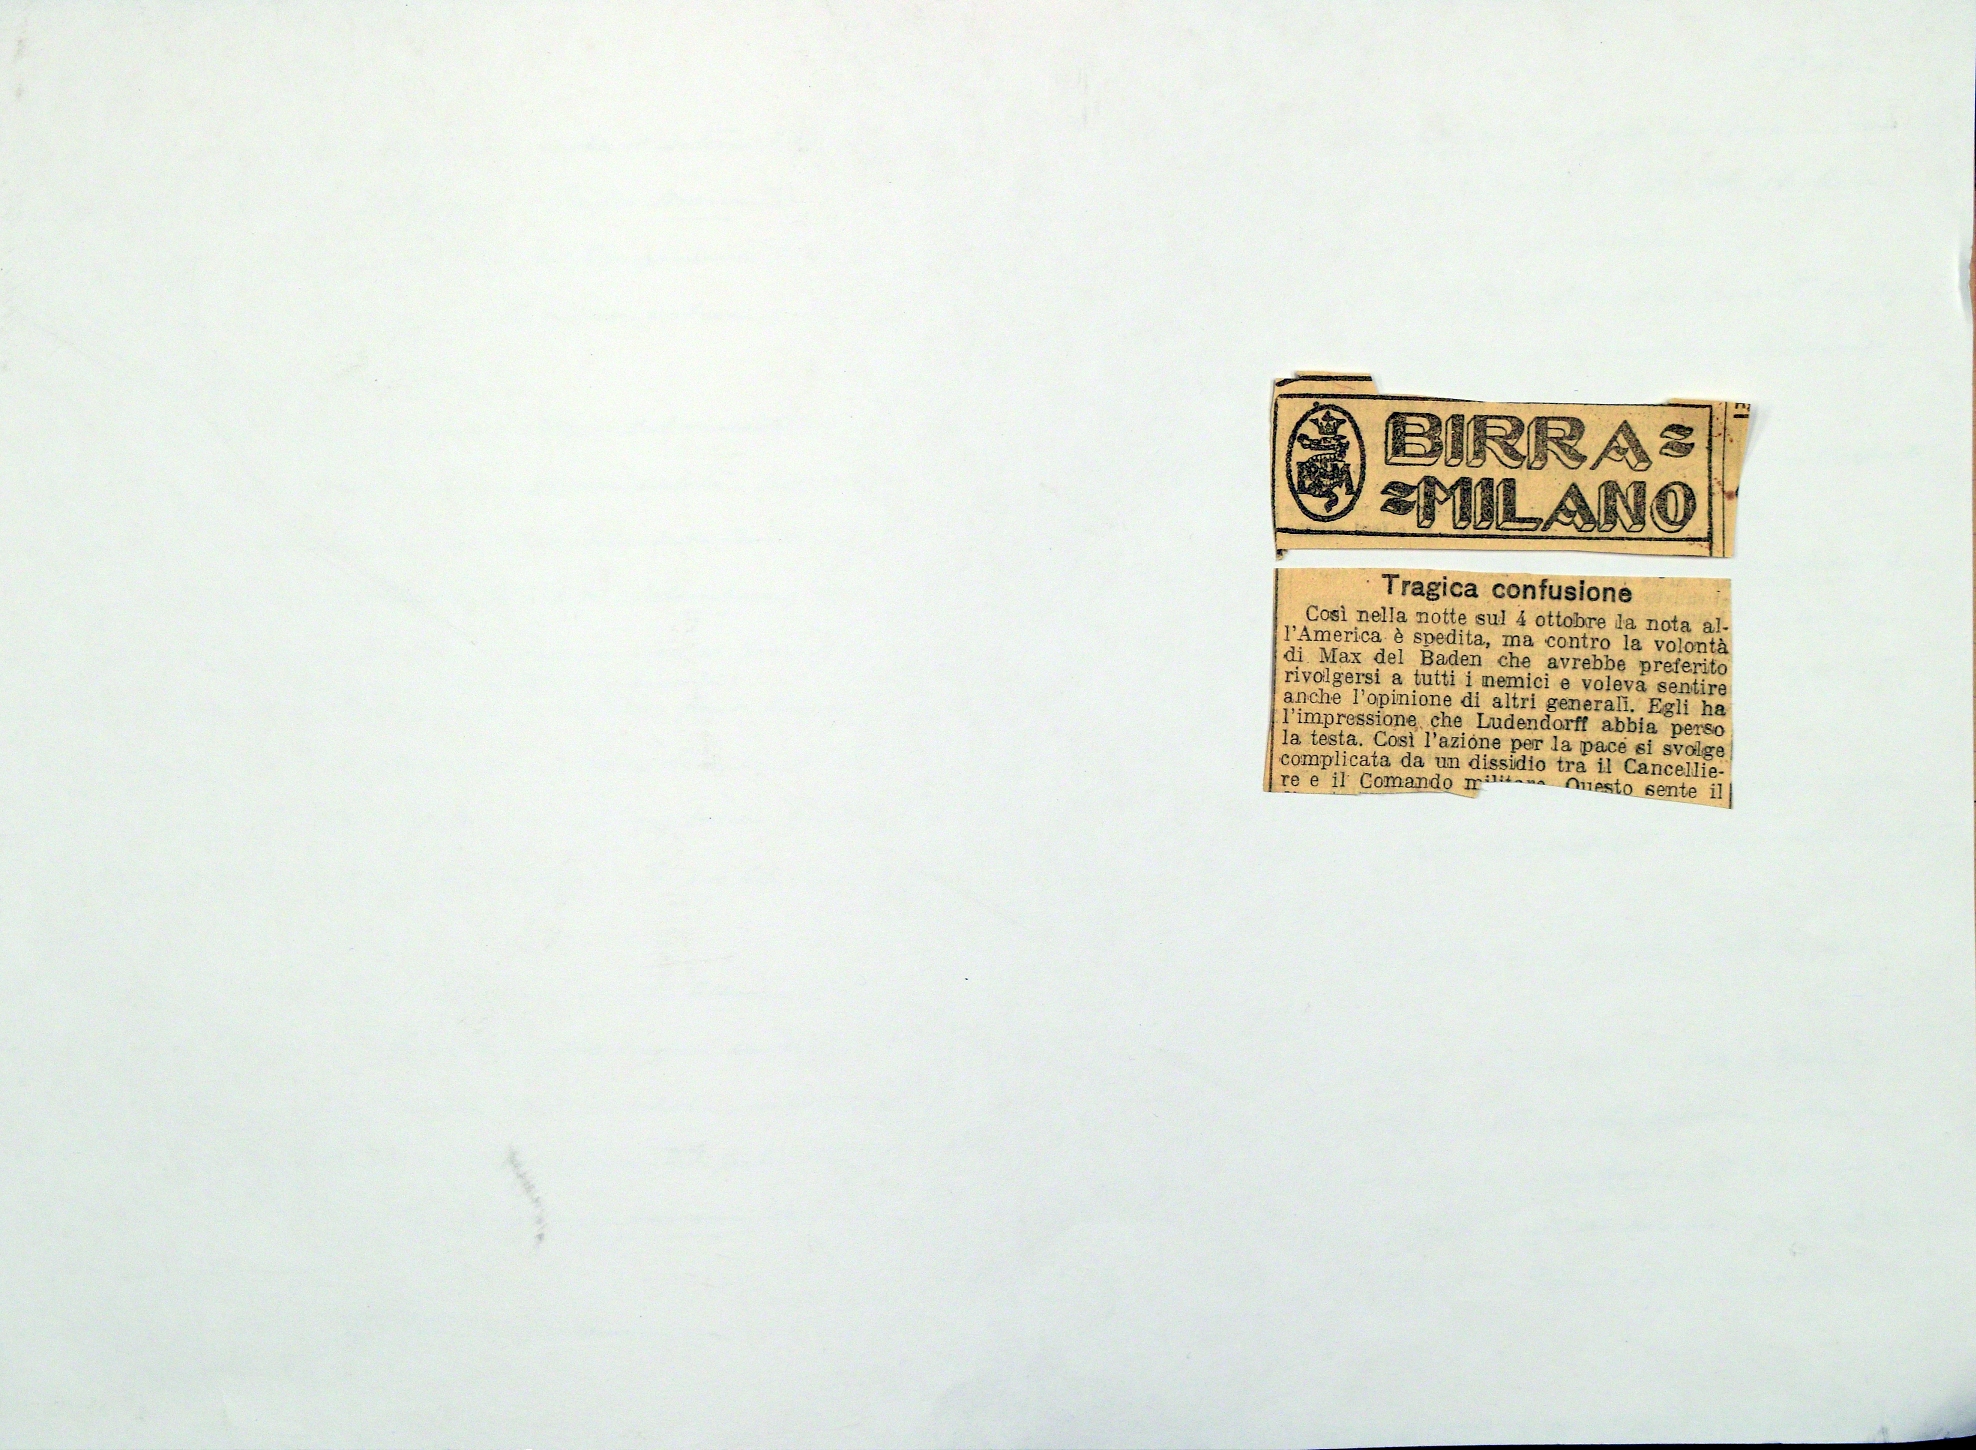 BIRRA
MILANO
Tragica confusione
Così nella notte sul 4 ottobre la nota al-
l'America è spedita, ma contro la volontà
di Max del Baden che avrebbe preferito
rivolgersi a tutti i nemici e voleva sentire
anche l'opinione di altri generali. Egli ha
l'impressione che Ludendorff abbia perso
la testa. Così l'azione per la pace si svolge
complicata da un dissidio tra il Cancellie-
re e il Comando militare. Questo sente il